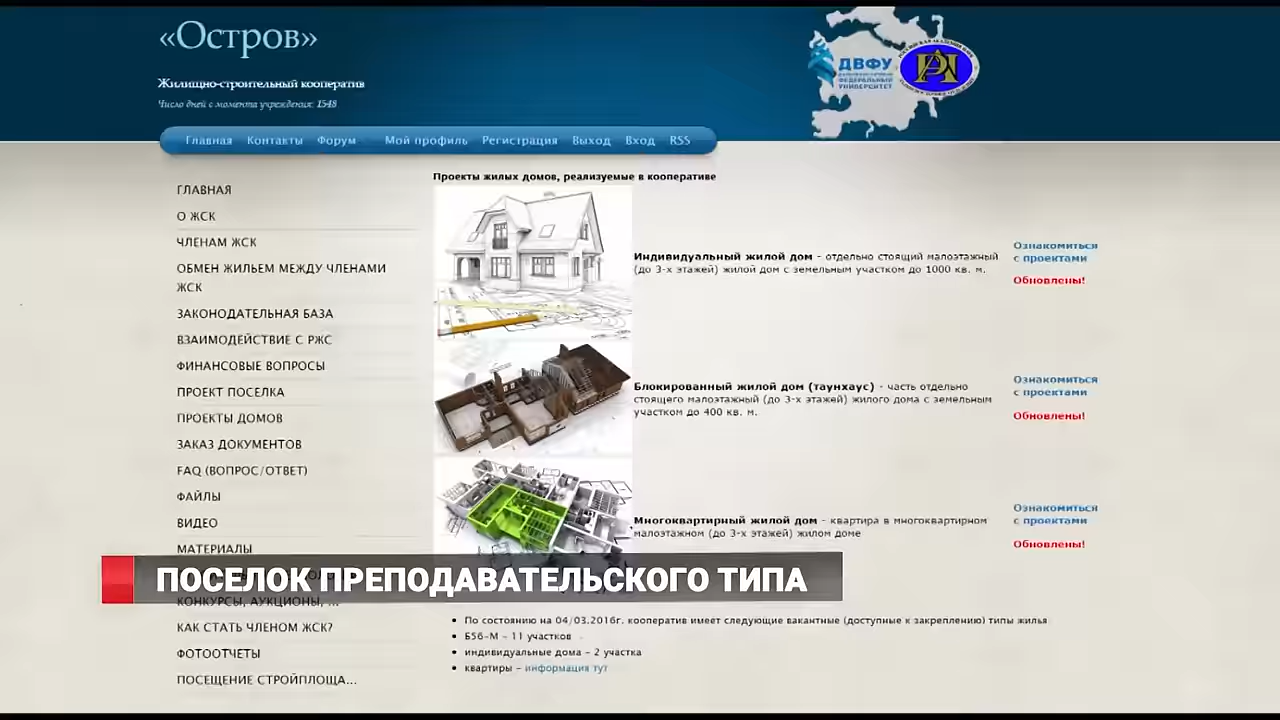 «Остров»
Жилищно-строительный кооператив
Число дней с момента учреждения: 1548
ДВФУ
ФЕДЕРАЛЬНЫЙ
УНИВЕРСИТЕТ
Главная Контакты Форум Мой профиль Регистрация Выход Вход RSS
ГЛАВНАЯ
О ЖСК
ЧЛЕНАМ ЖСК
ОБМЕН ЖИЛЬЕМ МЕЖДУ ЧЛЕНАМИ
ЖСК
ЗАКОНОДАТЕЛЬНАЯ БАЗА
ВЗАИМОДЕЙСТВИЕ С РЖС
ФИНАНСОВЫЕ ВОПРОСЫ
ПРОЕКТ ПОСЕЛКА
ПРОЕКТЫ ДОМОВ
ЗАКАЗ ДОКУМЕНТОВ
FAQ (ВОПРОС/ОТВЕТ)
ФАЙЛЫ
ВИДЕО
МАТЕРИАЛЫ
КОНКУРСЫ, АУКЦИОНЫ, ...
КАК СТАТЬ ЧЛЕНОМ ЖСК?
ФОТООТЧЕТЫ
ПОСЕЩЕНИЕ СТРОЙПЛОЩА...
Проекты жилых домов, реализуемые в кооперативе
Индивидуальный жилой дом - отдельно стоящий малоэтажный
(до 3-х этажей) жилой дом с земельным участком до 1000 кв. м.
Ознакомиться
с проектами
Обновлены!
Блокированный жилой дом (таунхаус) - часть отдельно
стоящего малоэтажный (до 3-х этажей) жилого дома с земельным
участком до 400 кв. м.
Ознакомиться
с проектами
Обновлены!
Многоквартирный жилой дом - квартира в многоквартирном
малоэтажном (до 3-х этажей) жилом доме
Ознакомиться
с проектами
Обновлены!
ПОСЕЛОК ПРЕПОДАВАТЕЛЬСКОГО ТИПА
По состоянию на 04/03.2016г. кооператив имеет следующие вакантные (доступные к закреплению) типы жилья
Б56-М - 11 участков
индивидуальные дома - 2 участка
квартиры - информация тут